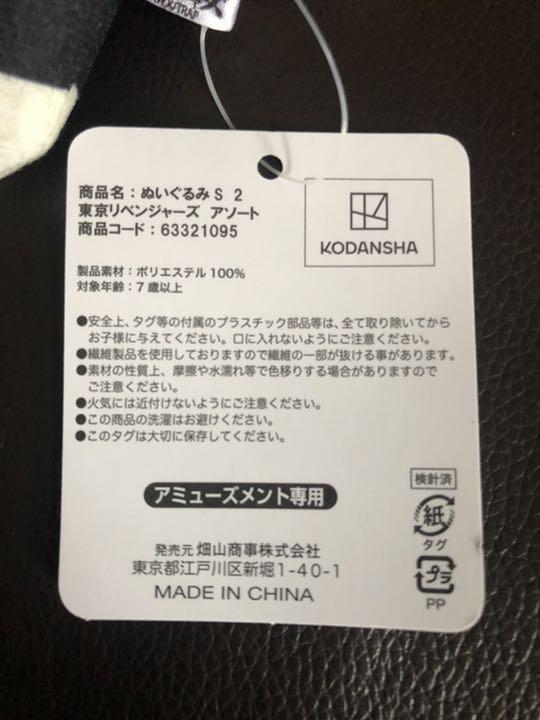 商品名：ぬいぐるみＳ ２
東京リベンジャーズ アソート
商品コード：63321095
KODANSHA
製品素材：ポリエステル100%
対象年齢：７歳以上
●安全上、タグ等の付属のプラスチック部品等は、全て取り除いてから
お子様に与えてください。口に入れないようにご注意ください。
●繊維製品を使用しておりますので繊維の一部が抜ける事があります。
●素材の性質上、摩擦や水濡れ等で色移りする場合がありますので
ご注意ください。
●火気には近付けないようにご注意ください。
●この商品の洗濯はお避けください。
●このタグは大切に保存してください。
アミューズメント専用
検針済
紙
タグ
プラ
PP
発売元 畑山商事株式会社
東京都江戸川区新堀1-40-1
MADE IN CHINA